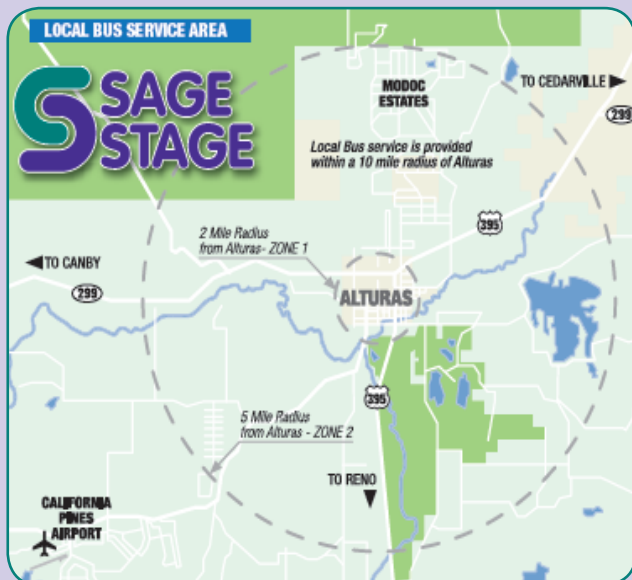 LOCAL BUS SERVICE AREA
SAGE
STAGE
MODOC
ESTATES
TO CEDARVILLE
299
Local Bus service is provided
within a 10 mile radius of Alturas
395
2 Mile Radius
from Alturas- ZONE 1
TO CANBY
299
ALTURAS
395
5 Mile Radius
from Alturas - ZONE 2
TO RENO
CALIFORNIA
PINES
AIRPORT